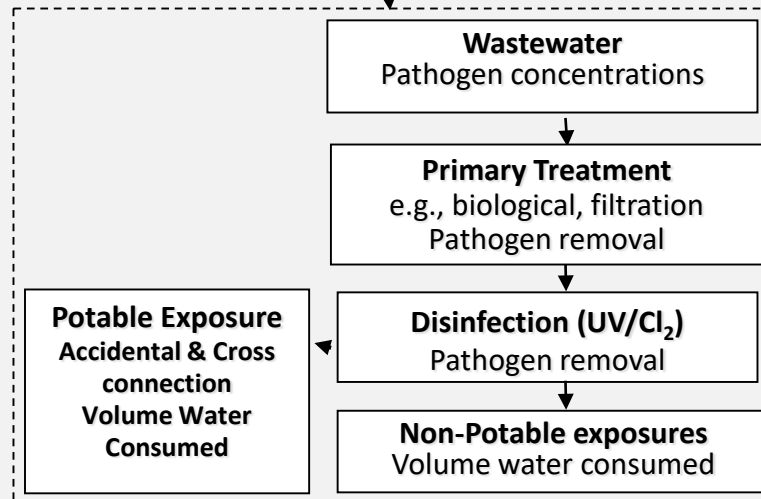 Wastewater
Pathogen concentrations
Primary Treatment
e.g., biological, filtration
Pathogen removal
Potable Exposure
Accidental & Cross
connection
Volume Water
Consumed
Disinfection (UV/Cl₂)
Pathogen removal
Non-Potable exposures
Volume water consumed